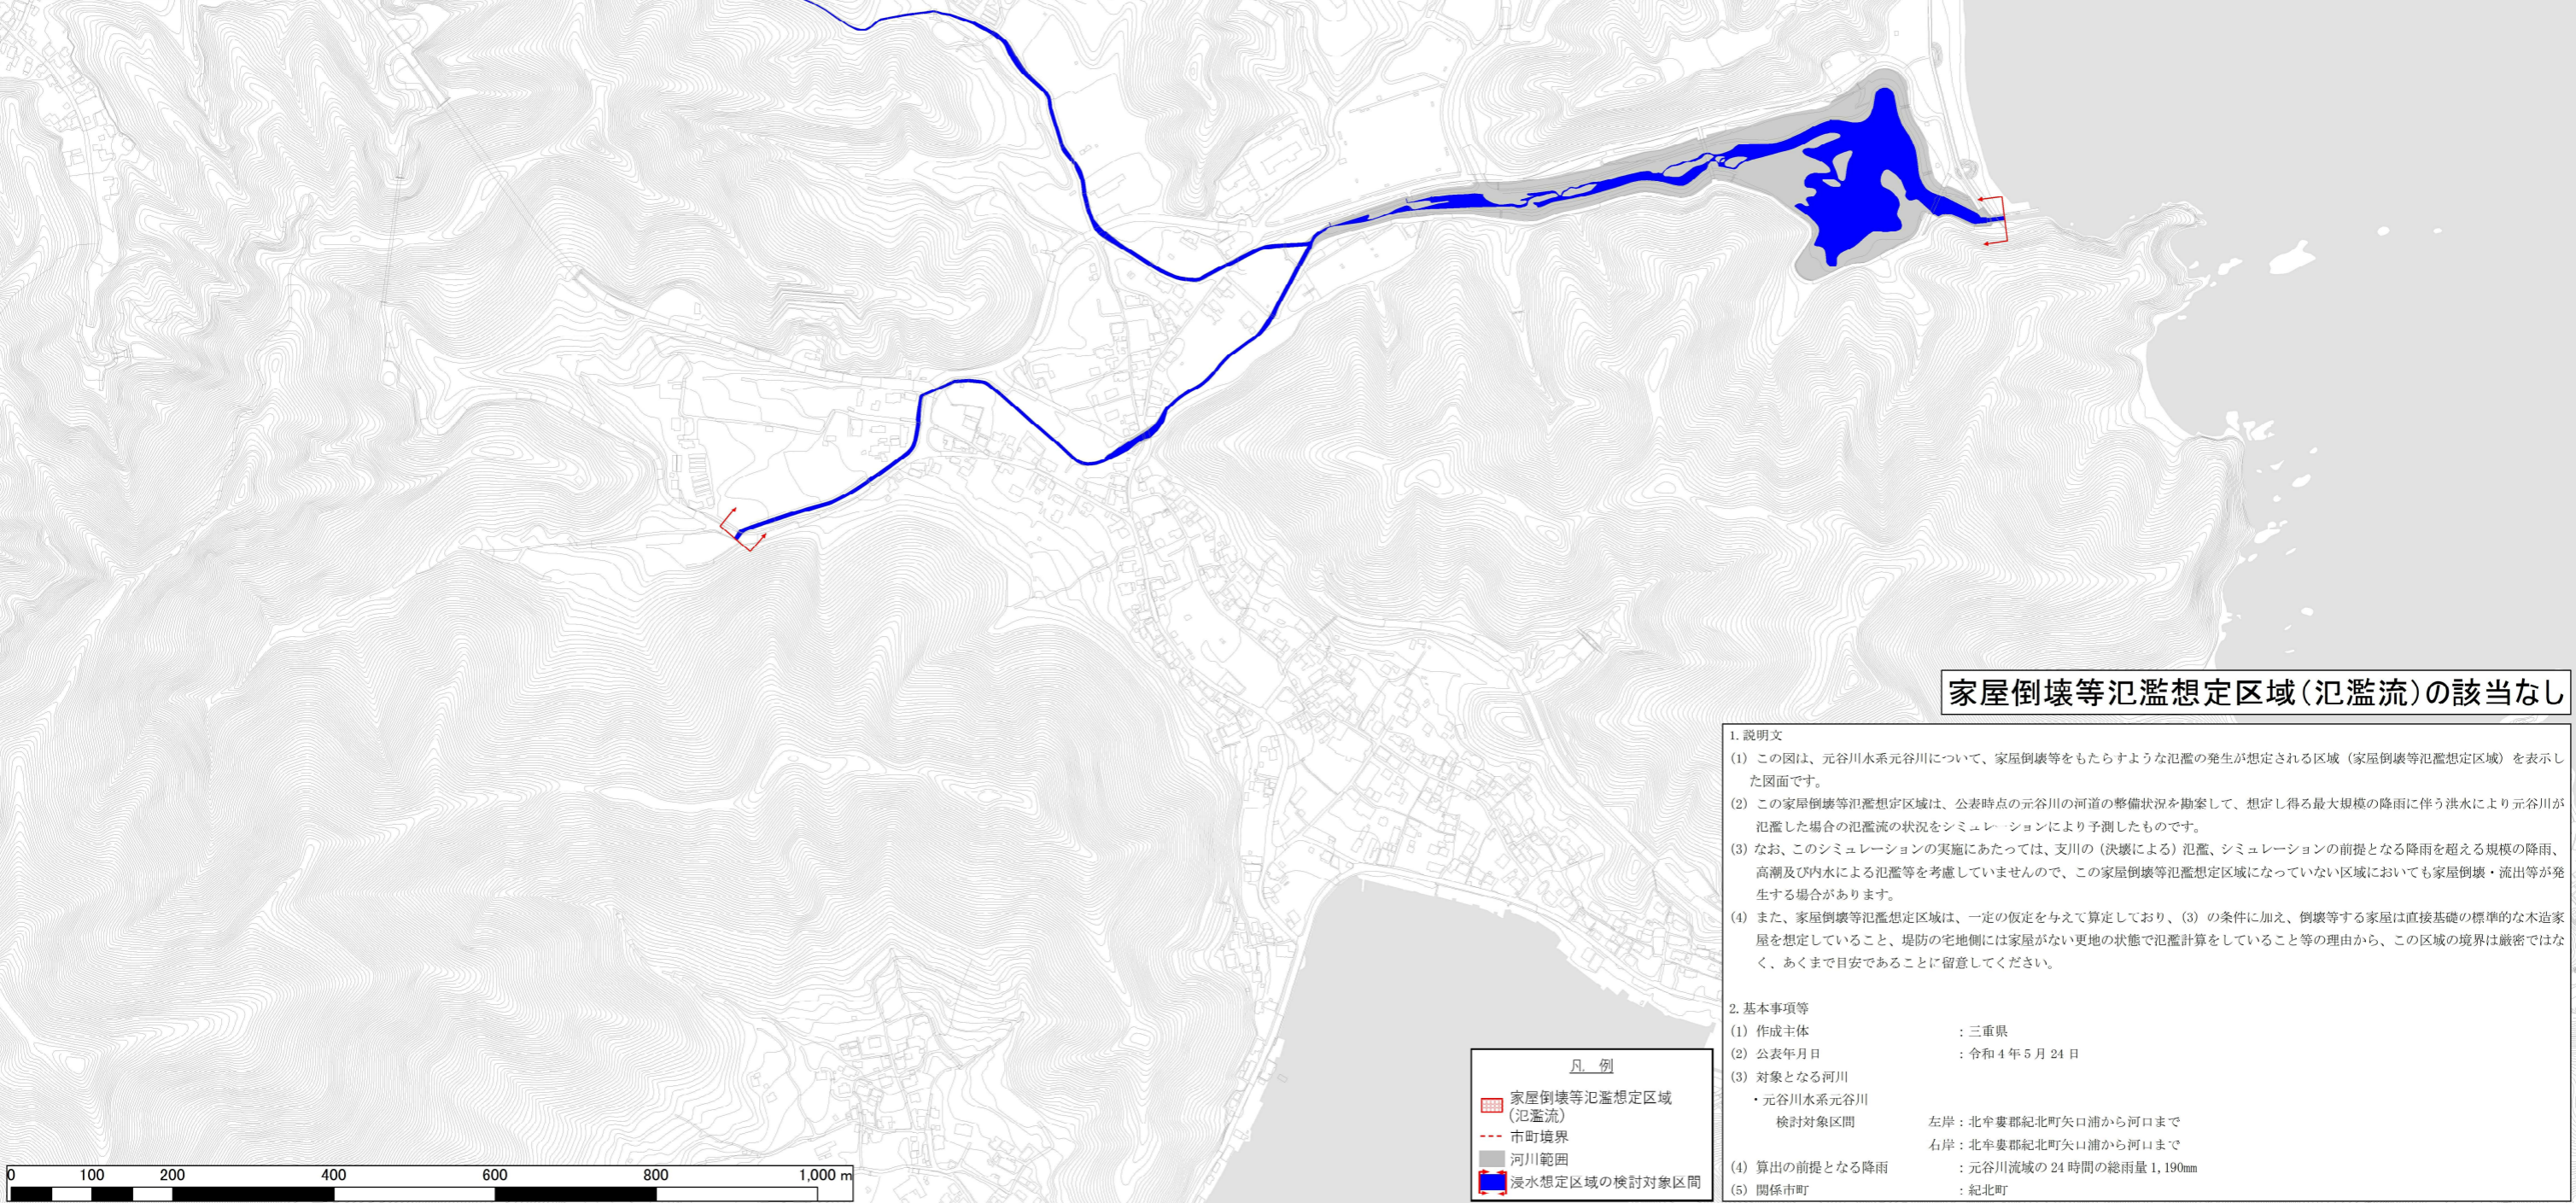 家屋倒壊等氾濫想定区域（氾濫流）の該当なし
1. 説明文
(1) この図は、元谷川水系元谷川について、家屋倒壊等をもたらすような氾濫の発生が想定される区域（家屋倒壊等氾濫想定区域）を表示し
た図面です。
(2) この家屋倒壊等氾濫想定区域は、公表時点の元谷川の河道の整備状況を勘案して、想定し得る最大規模の降雨に伴う洪水により元谷川が
氾濫した場合の氾濫流の状況をシミュレーションにより予測したものです。
(3) なお、このシミュレーションの実施にあたっては、支川の（決壊による）氾濫、シミュレーションの前提となる降雨を超える規模の降雨、
高潮及び内水による氾濫等を考慮していませんので、この家屋倒壊等氾濫想定区域になっていない区域においても家屋倒壊・流出等が発
生する場合があります。
(4) また、家屋倒壊等氾濫想定区域は、一定の仮定を与えて算定しており、（3）の条件に加え、倒壊等する家屋は直接基礎の標準的な木造家
屋を想定していること、堤防の宅地側には家屋がない更地の状態で氾濫計算をしていること等の理由から、この区域の境界は厳密ではな
く、あくまで目安であることに留意してください。
2. 基本事項等
(1) 作成主体 ：三重県
(2) 公表年月日 ：令和４年５月 24 日
(3) 対象となる河川
・元谷川水系元谷川
検討対象区間 左岸：北牟婁郡紀北町矢口浦から河口まで
右岸：北牟婁郡紀北町矢口浦から河口まで
(4) 算出の前提となる降雨 ：元谷川流域の 24 時間の総雨量 1,190mm
(5) 関係市町 ：紀北町
凡 例
家屋倒壊等氾濫想定区域
（氾濫流）
市町境界
河川範囲
浸水想定区域の検討対象区間
0 100 200 400 600 800 1,000 m